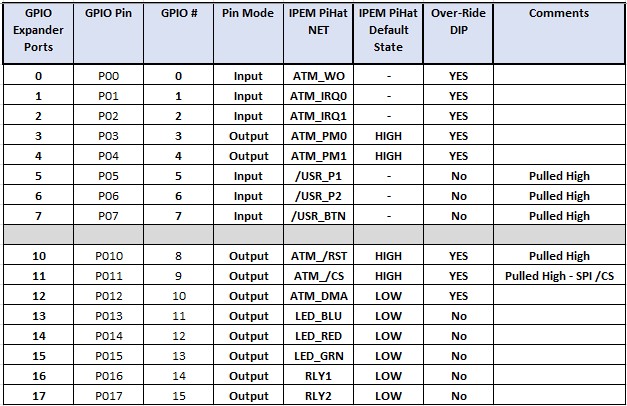 GPIO Expander Ports GPIO Pin GPIO # Pin Mode IPEM PiHat NET IPEM PiHat Default State Over-Ride DIP Comments
0 P00 0 Input ATM_WO - YES
1 P01 1 Input ATM_IRQ0 - YES
2 P02 2 Input ATM_IRQ1 - YES
3 P03 3 Output ATM_PM0 HIGH YES
4 P04 4 Output ATM_PM1 HIGH YES
5 P05 5 Input /USR_P1 - No Pulled High
6 P06 6 Input /USR_P2 - No Pulled High
7 P07 7 Input /USR_BTN - No Pulled High
10 P010 8 Output ATM_/RST HIGH YES Pulled High
11 P011 9 Output ATM_/CS HIGH YES Pulled High - SPI /CS
12 P012 10 Output ATM_DMA LOW YES
13 P013 11 Output LED_BLU LOW No
14 P014 12 Output LED_RED LOW No
15 P015 13 Output LED_GRN LOW No
16 P016 14 Output RLY1 LOW No
17 P017 15 Output RLY2 LOW No